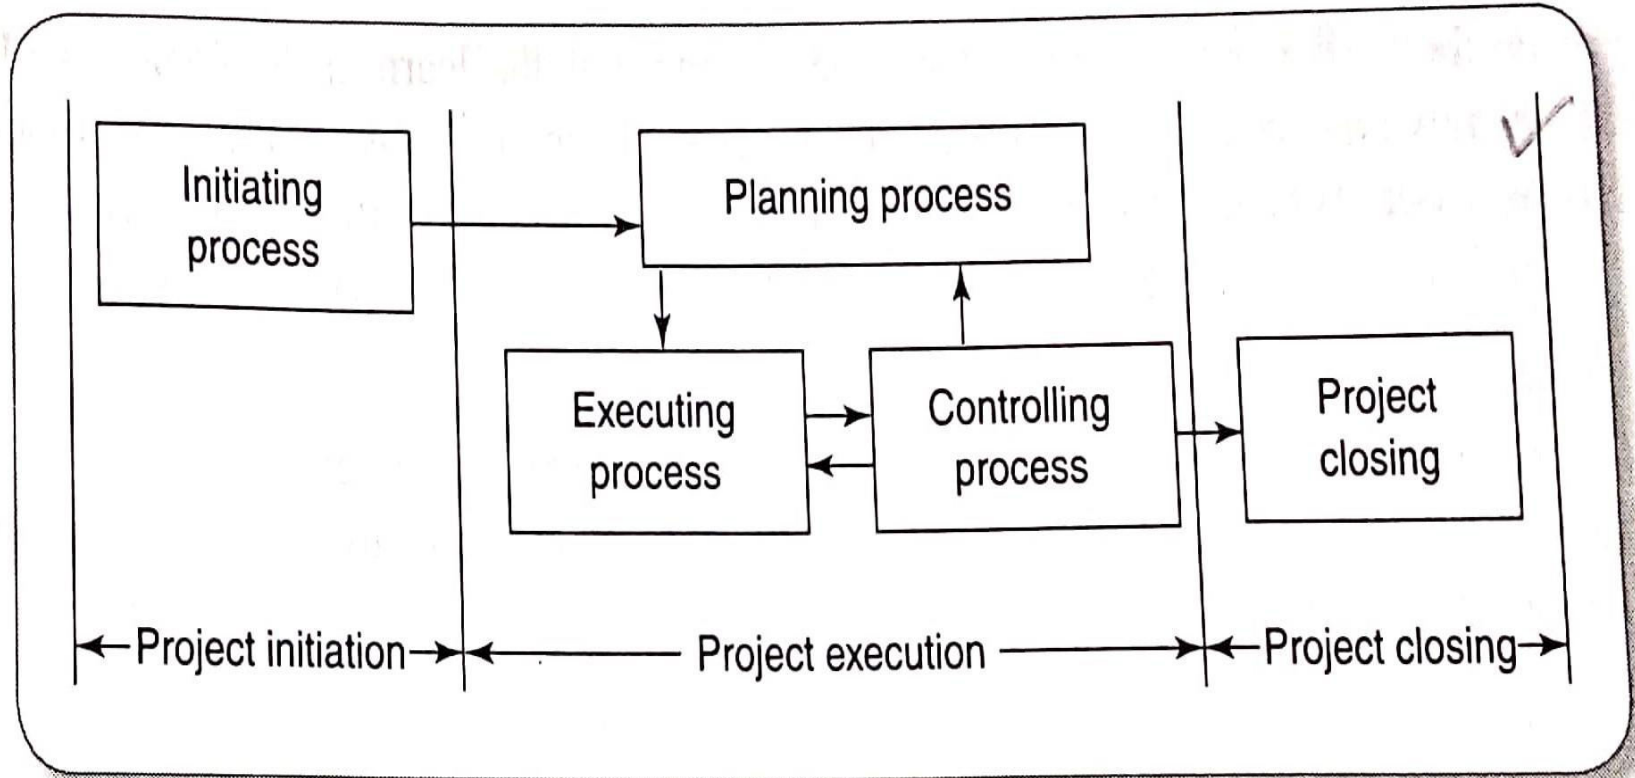 Initiating
process
Planning process
Executing
process
Controlling
process
Project
closing
Project initiation
Project execution
Project closing